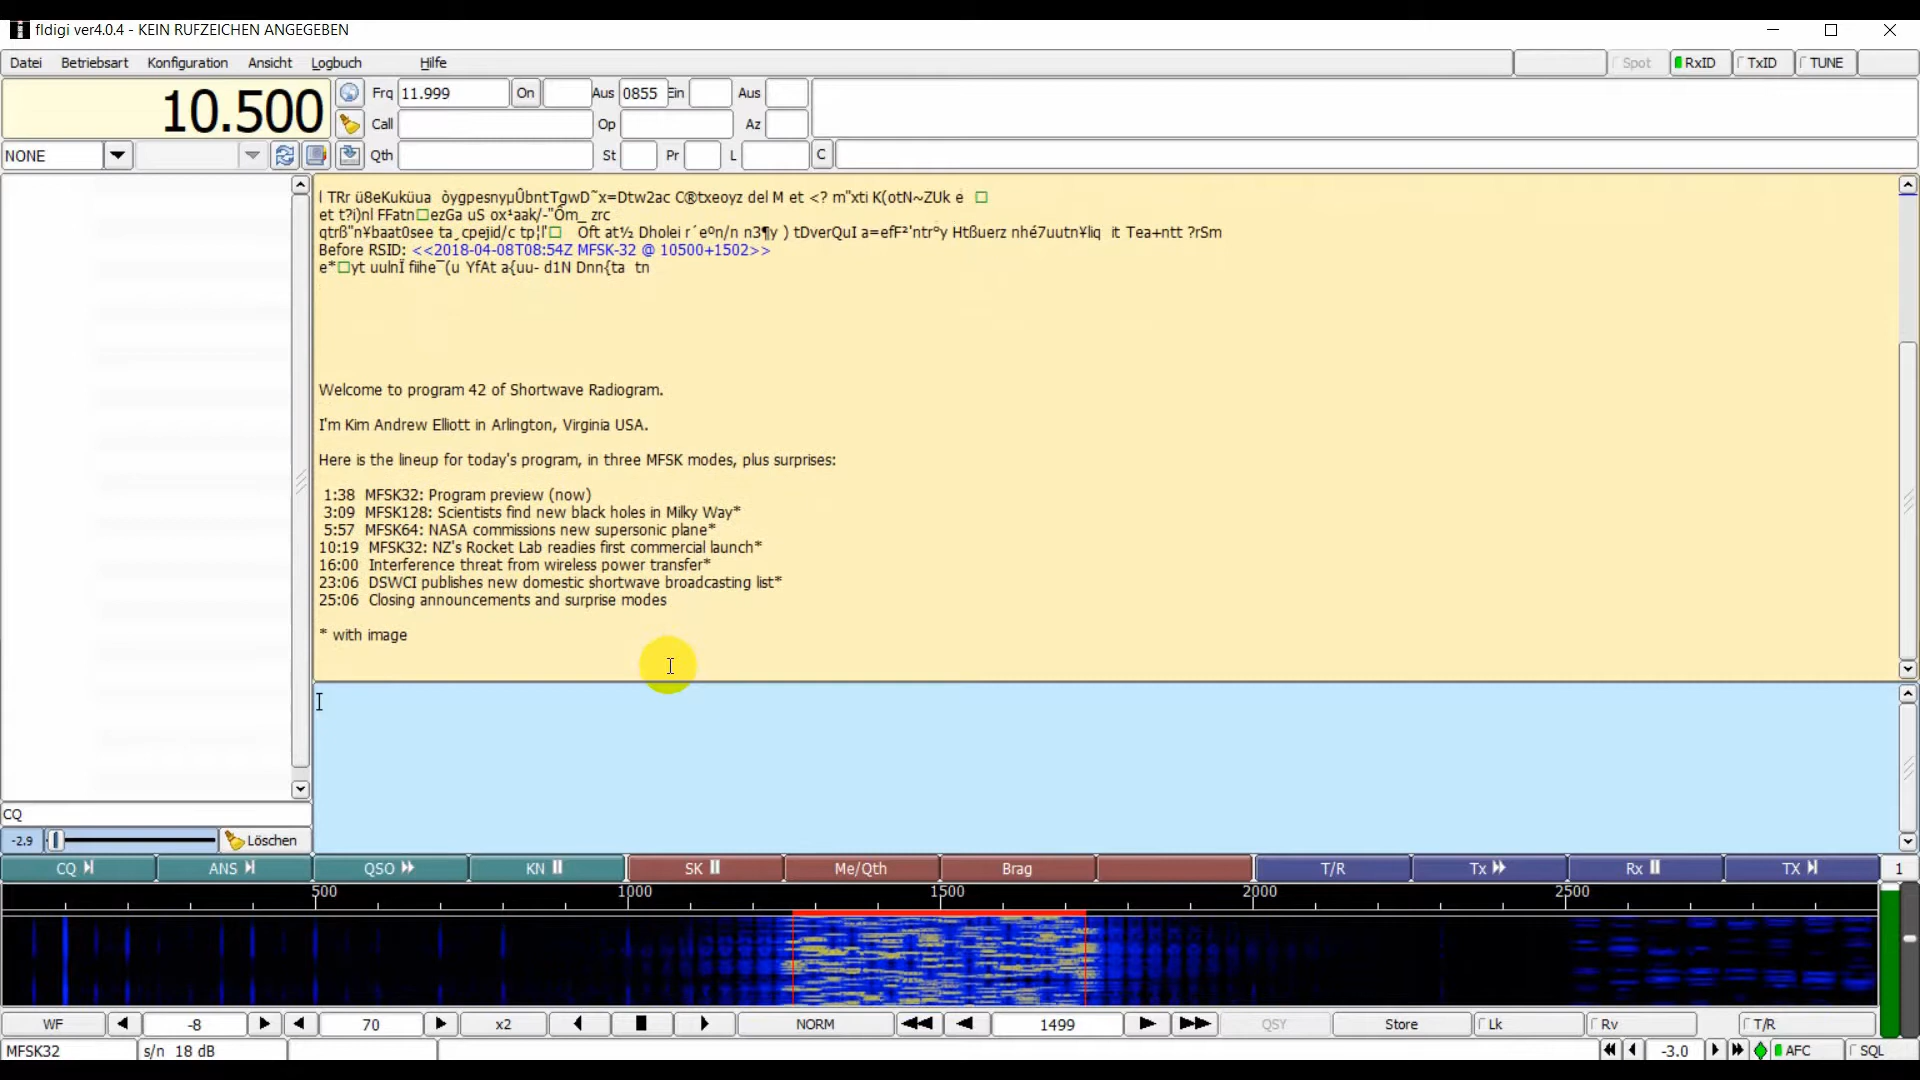 fldigi ver4.0.4 - KEIN RUFZEICHEN ANGEGEBEN
Datei Betriebsart Konfiguration Ansicht Logbuch Hilfe Spot RxID TxID TUNE
10.500 Frq 11.999 On Aus 0855 Ein Aus
Call Op Az
NONE Qth St Pr L C
Before RSID: <<2018-04-08T08:54Z MFSK-32 @ 10500+1502>>
Welcome to program 42 of Shortwave Radiogram.
I'm Kim Andrew Elliott in Arlington, Virginia USA.
Here is the lineup for today's program, in three MFSK modes, plus surprises:
1:38 MFSK32: Program preview (now)
3:09 MFSK128: Scientists find new black holes in Milky Way*
5:57 MFSK64: NASA commissions new supersonic plane*
10:19 MFSK32: NZ's Rocket Lab readies first commercial launch*
16:00 Interference threat from wireless power transfer*
23:06 DSWCI publishes new domestic shortwave broadcasting list*
25:06 Closing announcements and surprise modes
* with image
CQ
-2.9 Löschen
CQ ANS QSO KN SK Me/Qth Brag T/R Tx Rx TX 1
500 1000 1500 2000 2500
WF -8 70 x2 NORM 1499 QSY Store Lk Rv T/R
MFSK32 s/n 18 dB -3.0 AFC SQL